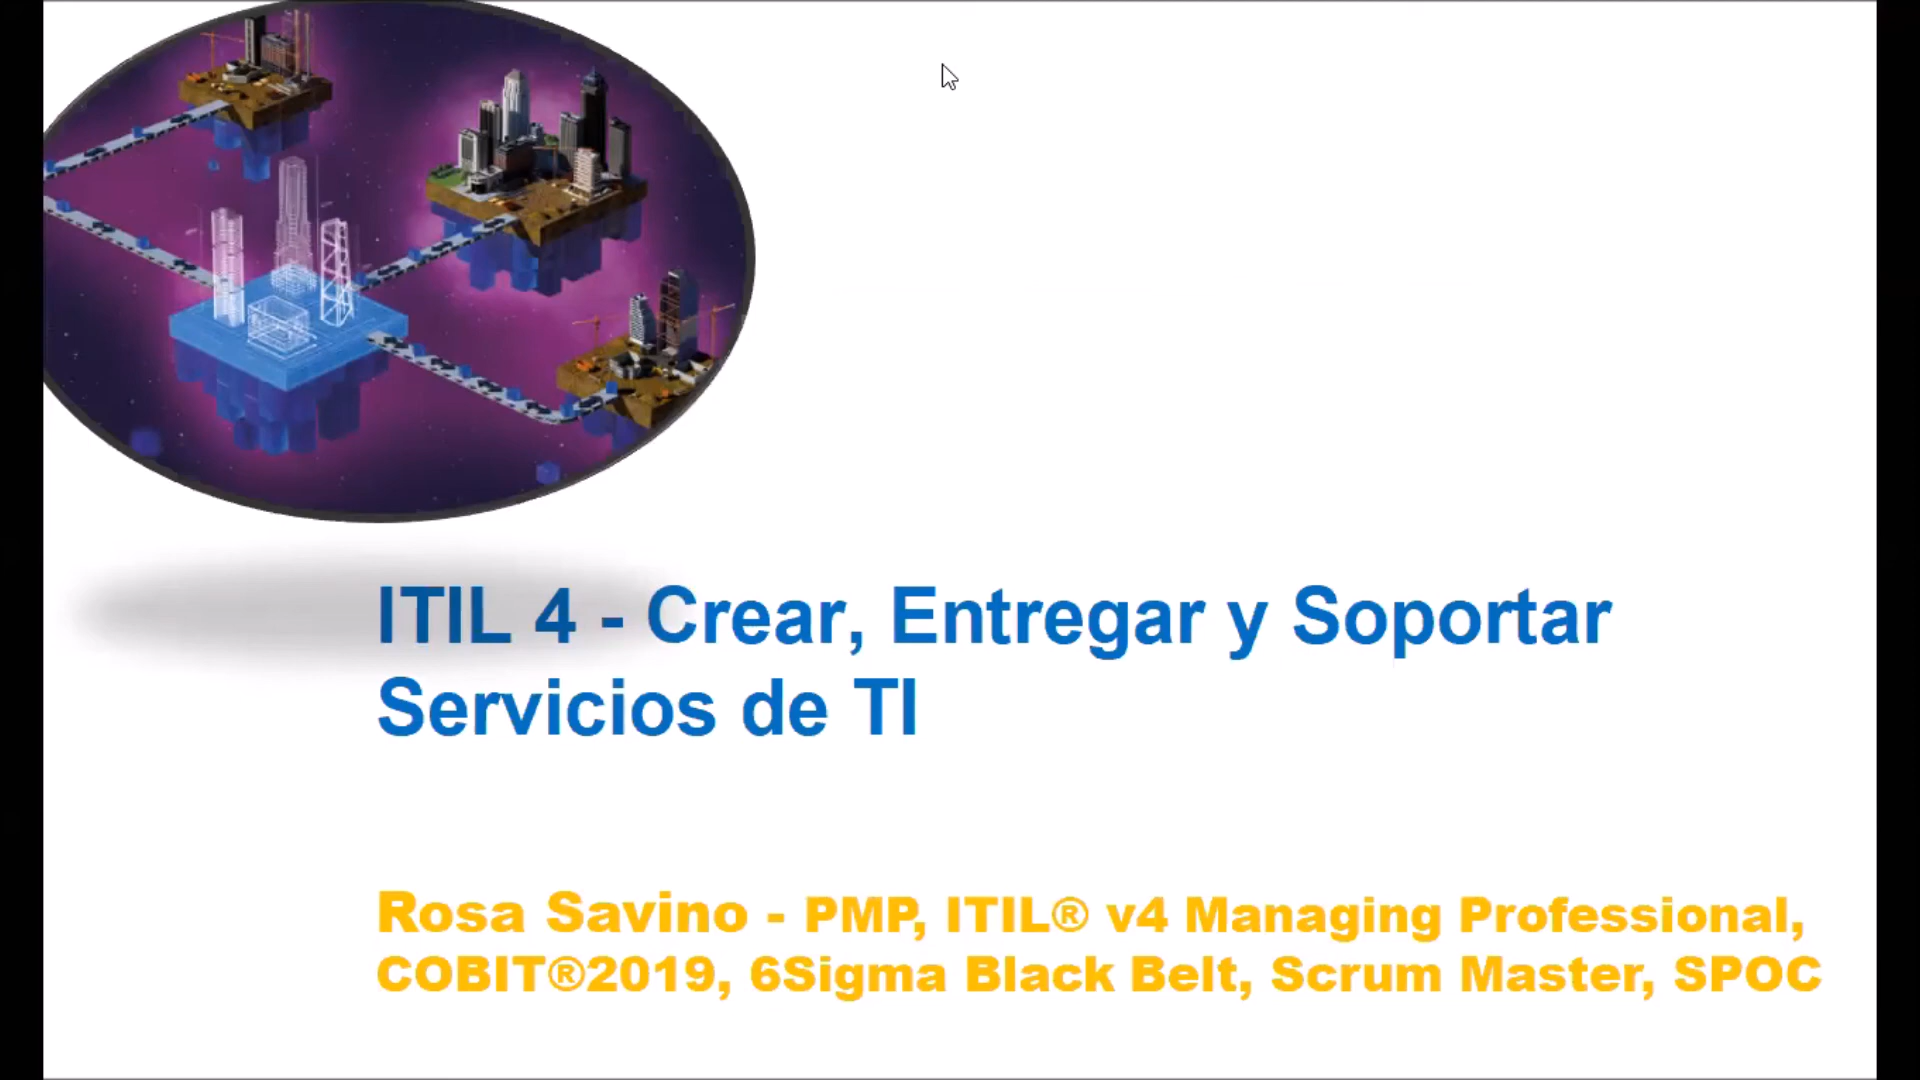 ITIL 4 - Crear, Entregar y Soportar
Servicios de TI
Rosa Savino - PMP, ITIL® v4 Managing Professional,
COBIT®2019, 6Sigma Black Belt, Scrum Master, SPOC